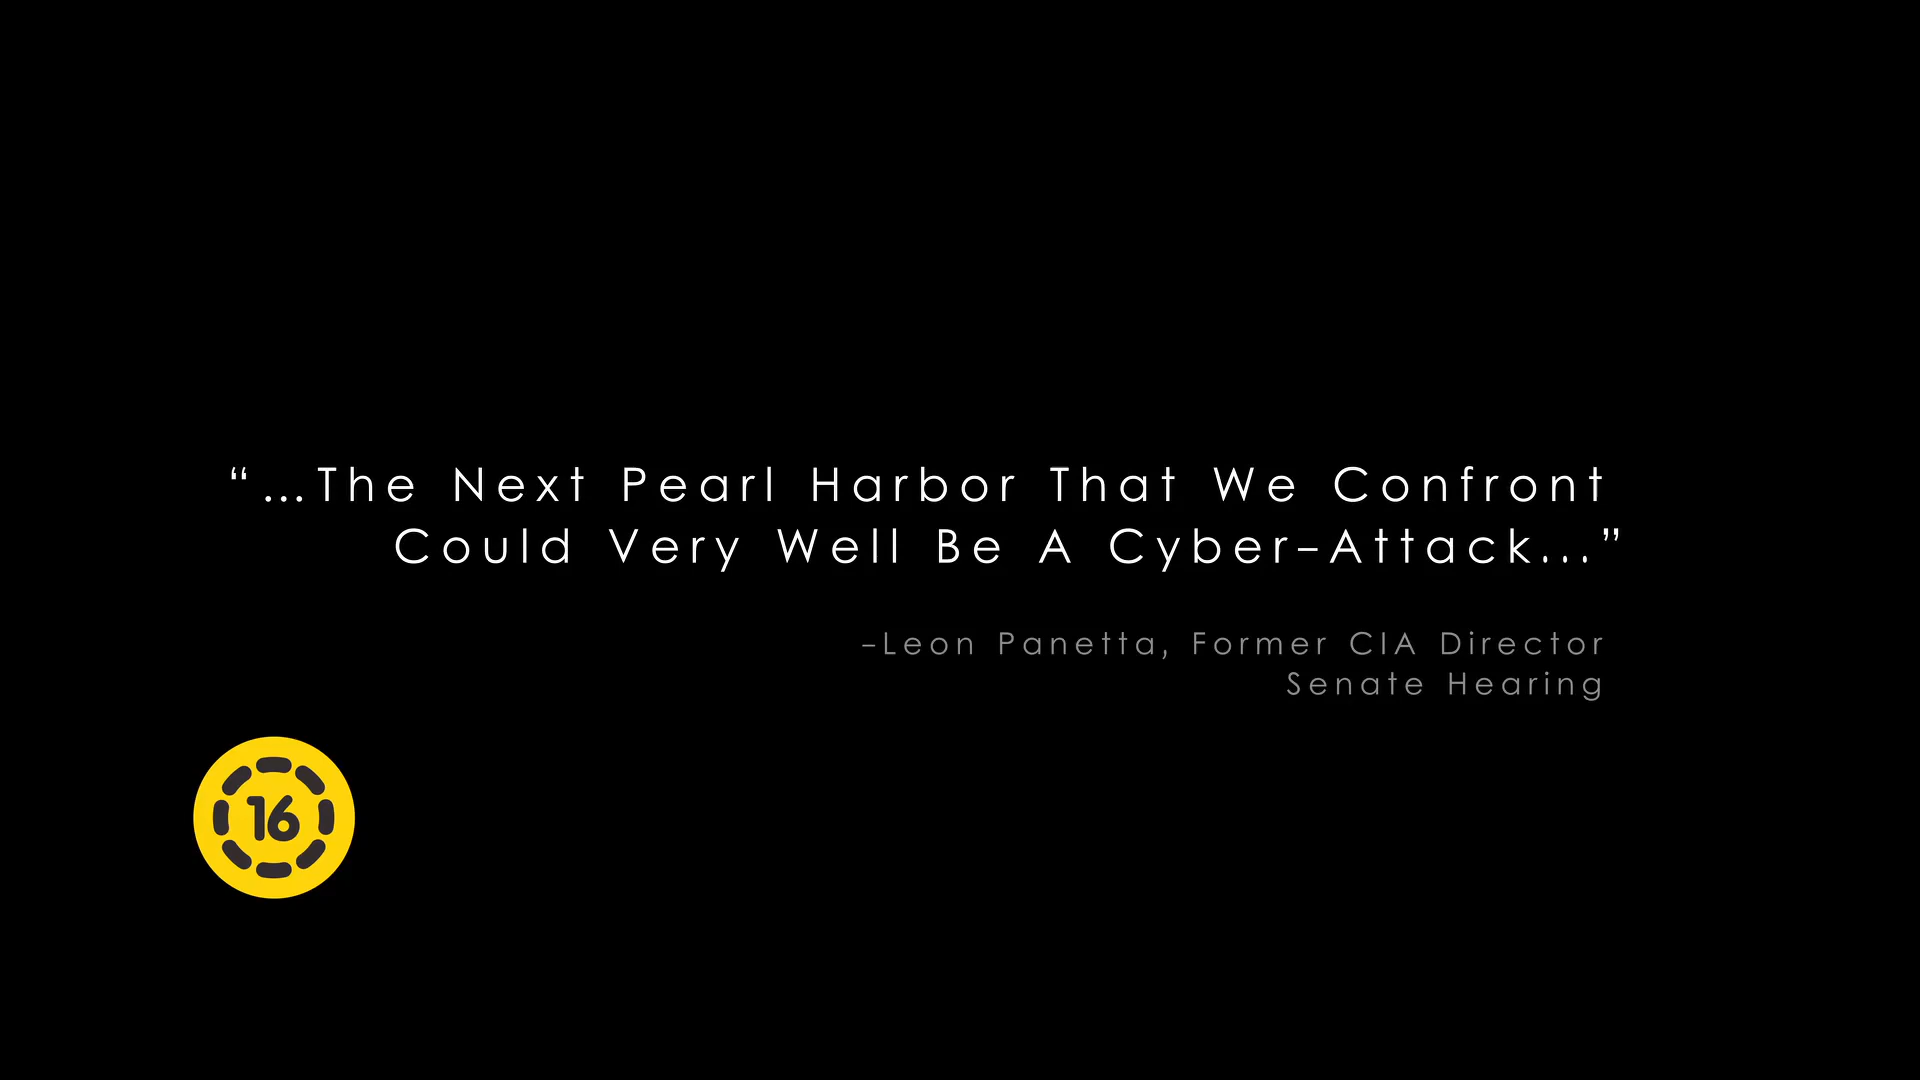 “...The Next Pearl Harbor That We Confront
Could Very Well Be A Cyber–Attack...”
–Leon Panetta, Former CIA Director
Senate Hearing
16